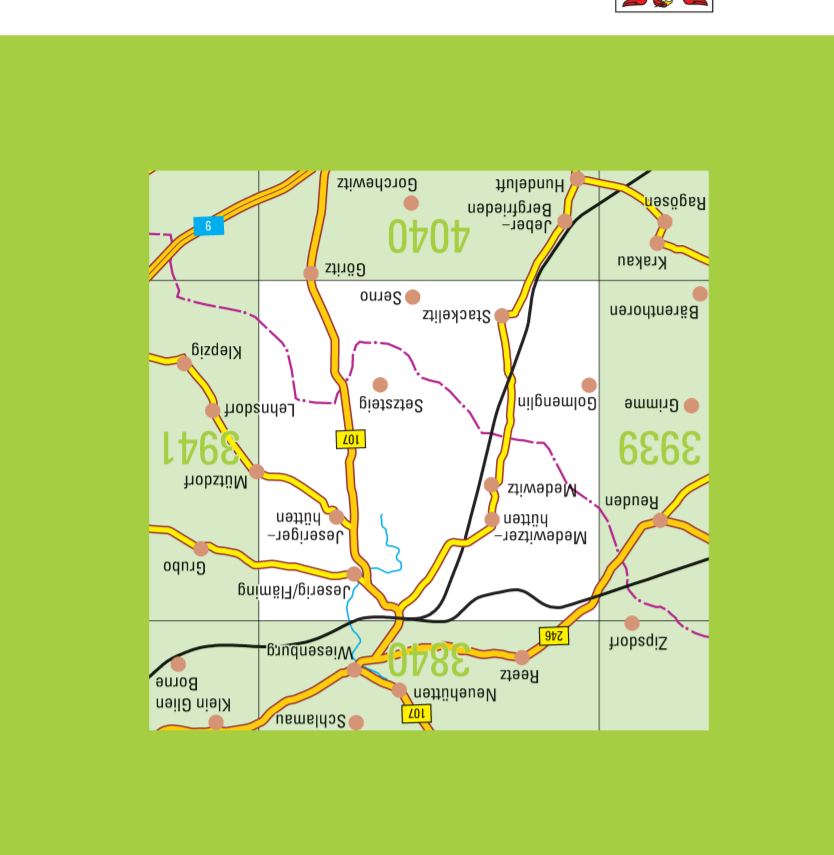 107
Schlamau
Klein Glien
Neuehütten
Borne
Reetz
3840
Wiesenburg
Zipsdorf
246
Jeserig/Fläming
Grubo
Medewitzer-
hütten
Jeseriger-
hütten
Reuden
Medewitz
Mützdorf
3939
3941
107
Grimme
Golmenglin
Setzsteig
Lehnsdorf
Klepzig
Bärenthoren
Stackelitz
Serno
Göritz
Krakau
4040
Jeber-
Bergfrieden
9
Ragösen
Hundeluft
Gorchewitz